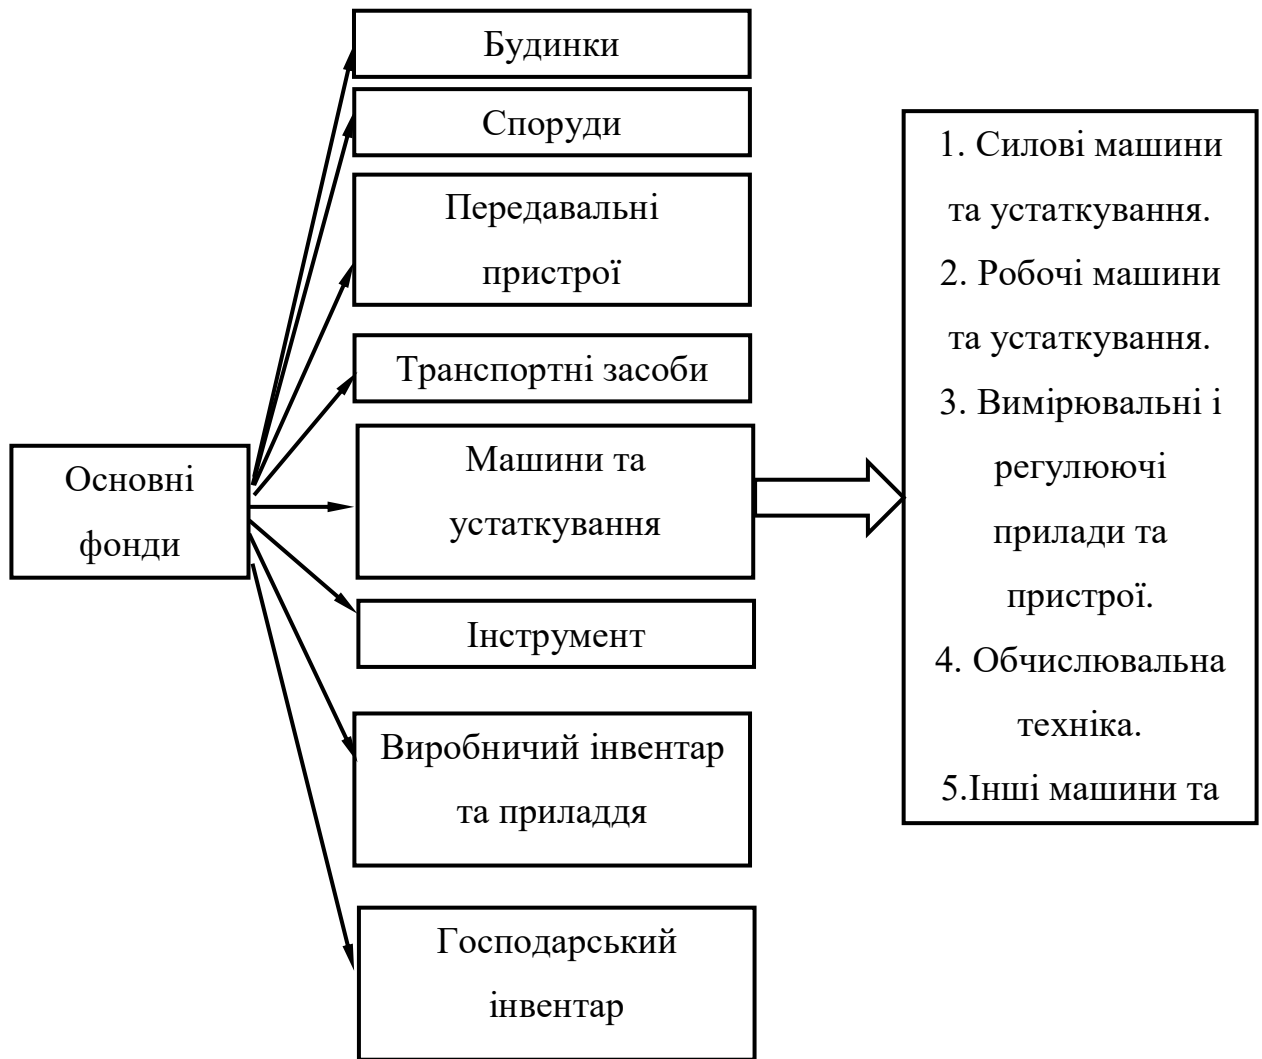 Основні
фонди
Будинки
Споруди
Передавальні
пристрої
Транспортні засоби
Машини та
устаткування
Інструмент
Виробничий інвентар
та приладдя
Господарський
інвентар
1. Силові машини
та устаткування.
2. Робочі машини
та устаткування.
3. Вимірювальні і
регулюючі
прилади та
пристрої.
4. Обчислювальна
техніка.
5.Інші машини та